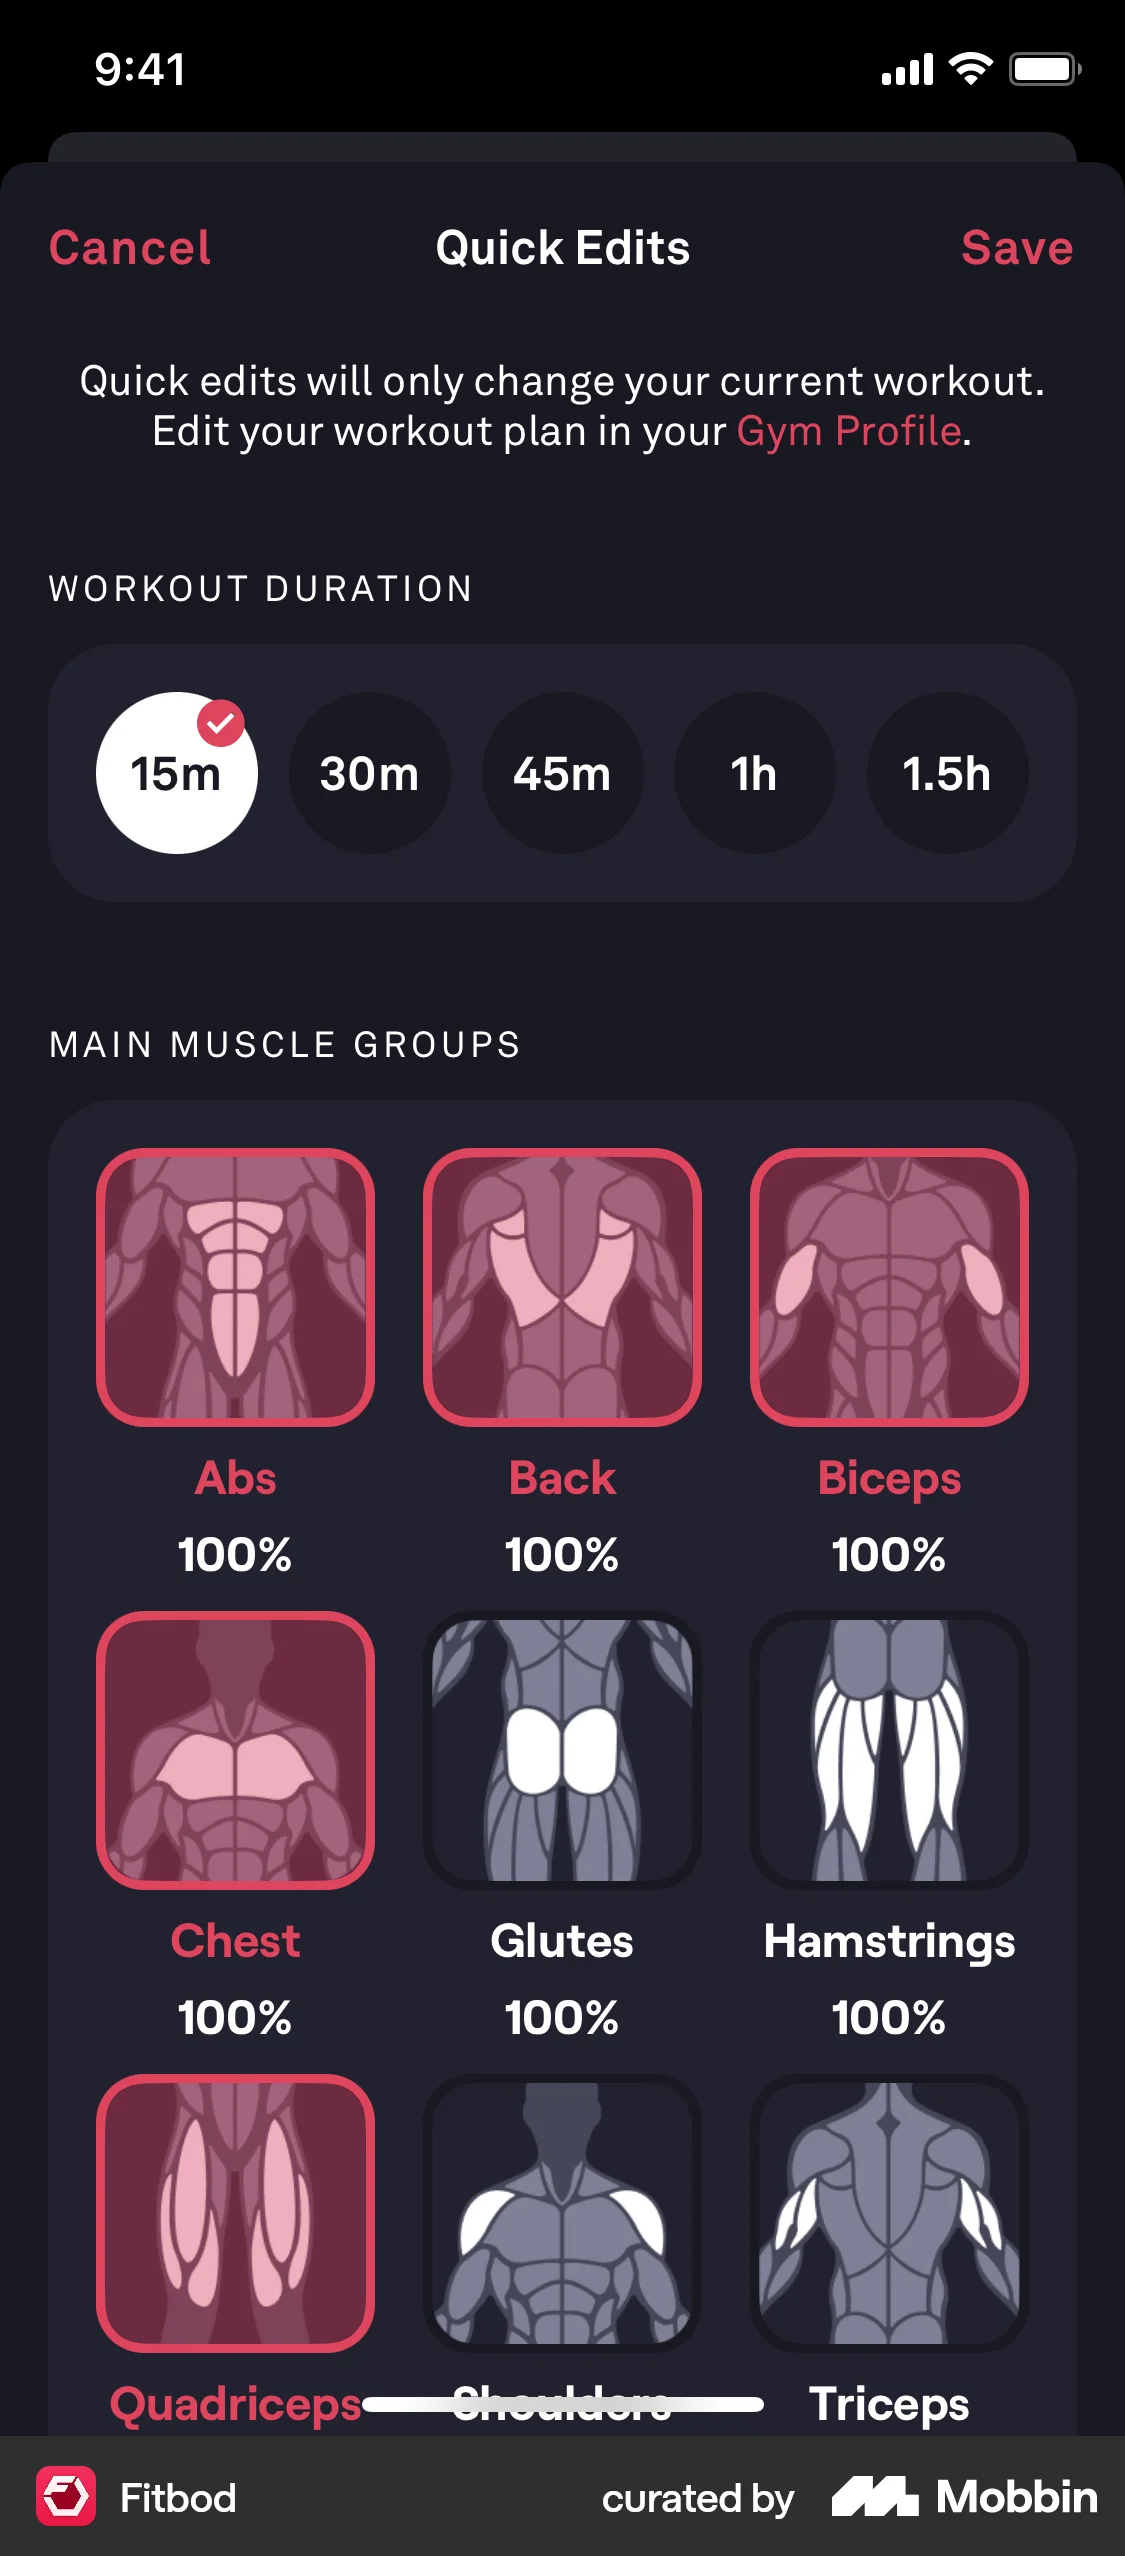 9:41
Cancel Quick Edits Save
Quick edits will only change your current workout.
Edit your workout plan in your Gym Profile.
WORKOUT DURATION
15m 30m 45m 1h 1.5h
MAIN MUSCLE GROUPS
Abs Back Biceps
100% 100% 100%
Chest Glutes Hamstrings
100% 100% 100%
Quadriceps Shoulders Triceps
Fitbod curated by Mobbin